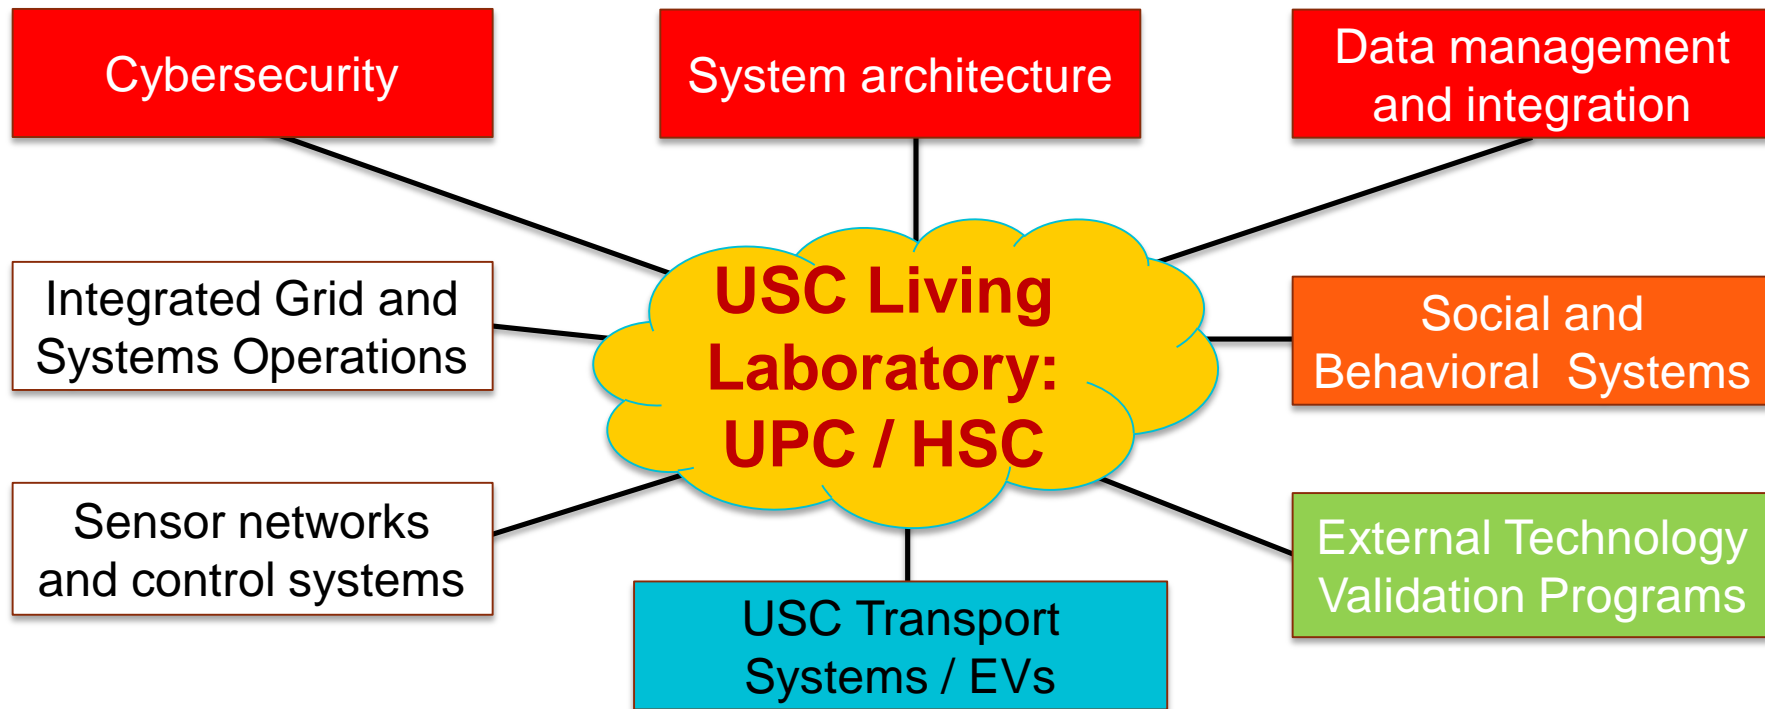 Cybersecurity
System architecture
Data management
and integration
Integrated Grid and
Systems Operations
USC Living
Laboratory:
UPC / HSC
Social and
Behavioral  Systems
Sensor networks
and control systems
External Technology
Validation Programs
USC Transport
Systems / EVs